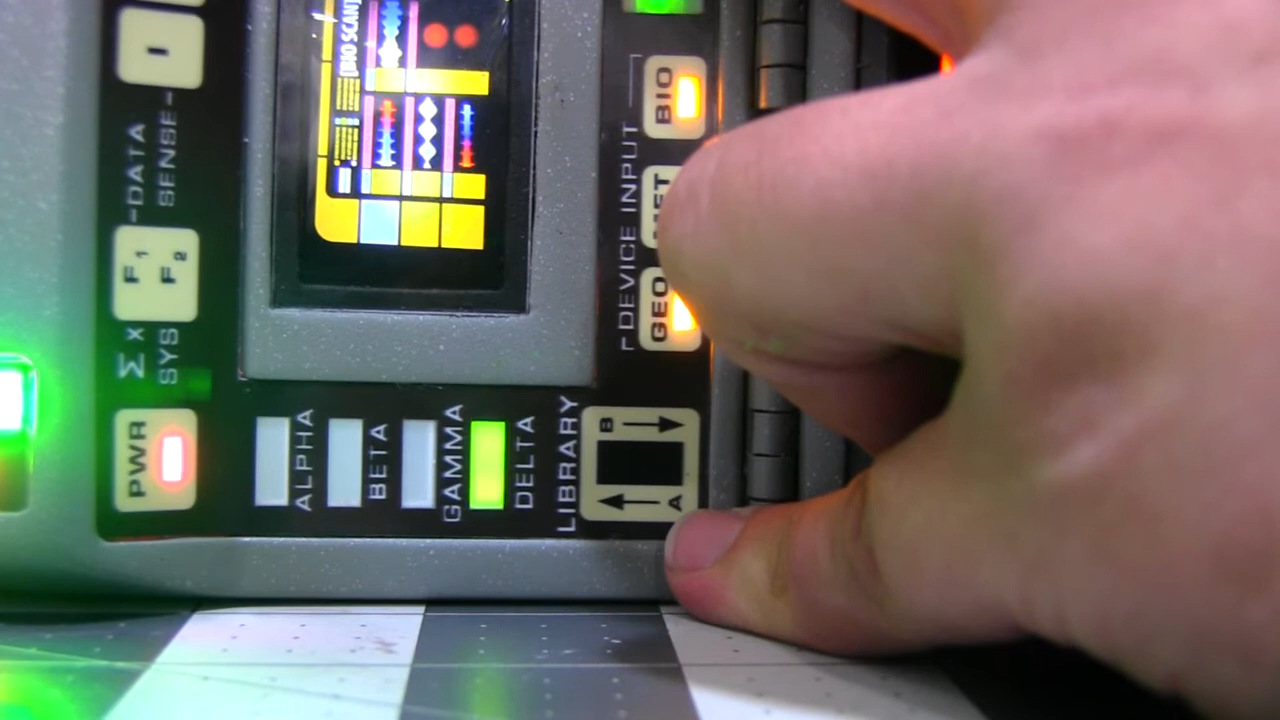 PWR
Σ X
SYS
F₁
F₂
DATA
SENSE
I
[BIO SCAN]
ALPHA
BETA
GAMMA
DELTA
LIBRARY
A
B
DEVICE INPUT
GEO
BIO